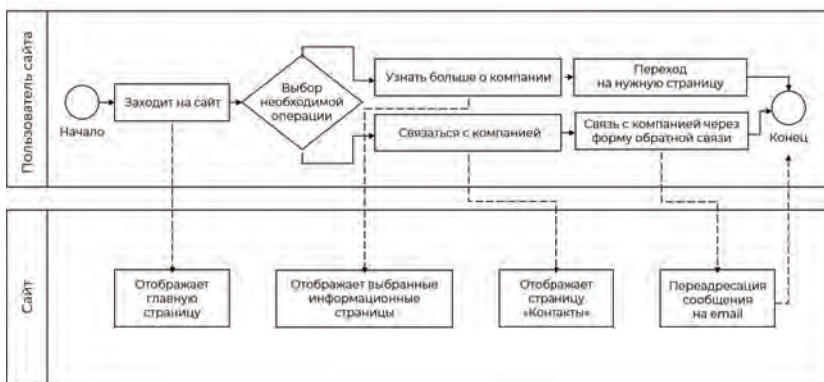 Пользователь сайта
Начало
Заходит на сайт
Выбор
необходимой
операции
Узнать больше о компании
Переход
на нужную страницу
Связаться с компанией
Связь с компанией через
форму обратной связи
Конец
Сайт
Отображает
главную
страницу
Отображает выбранные
информационные
страницы
Отображает
страницу
«Контакты»
Переадресация
сообщения
на email